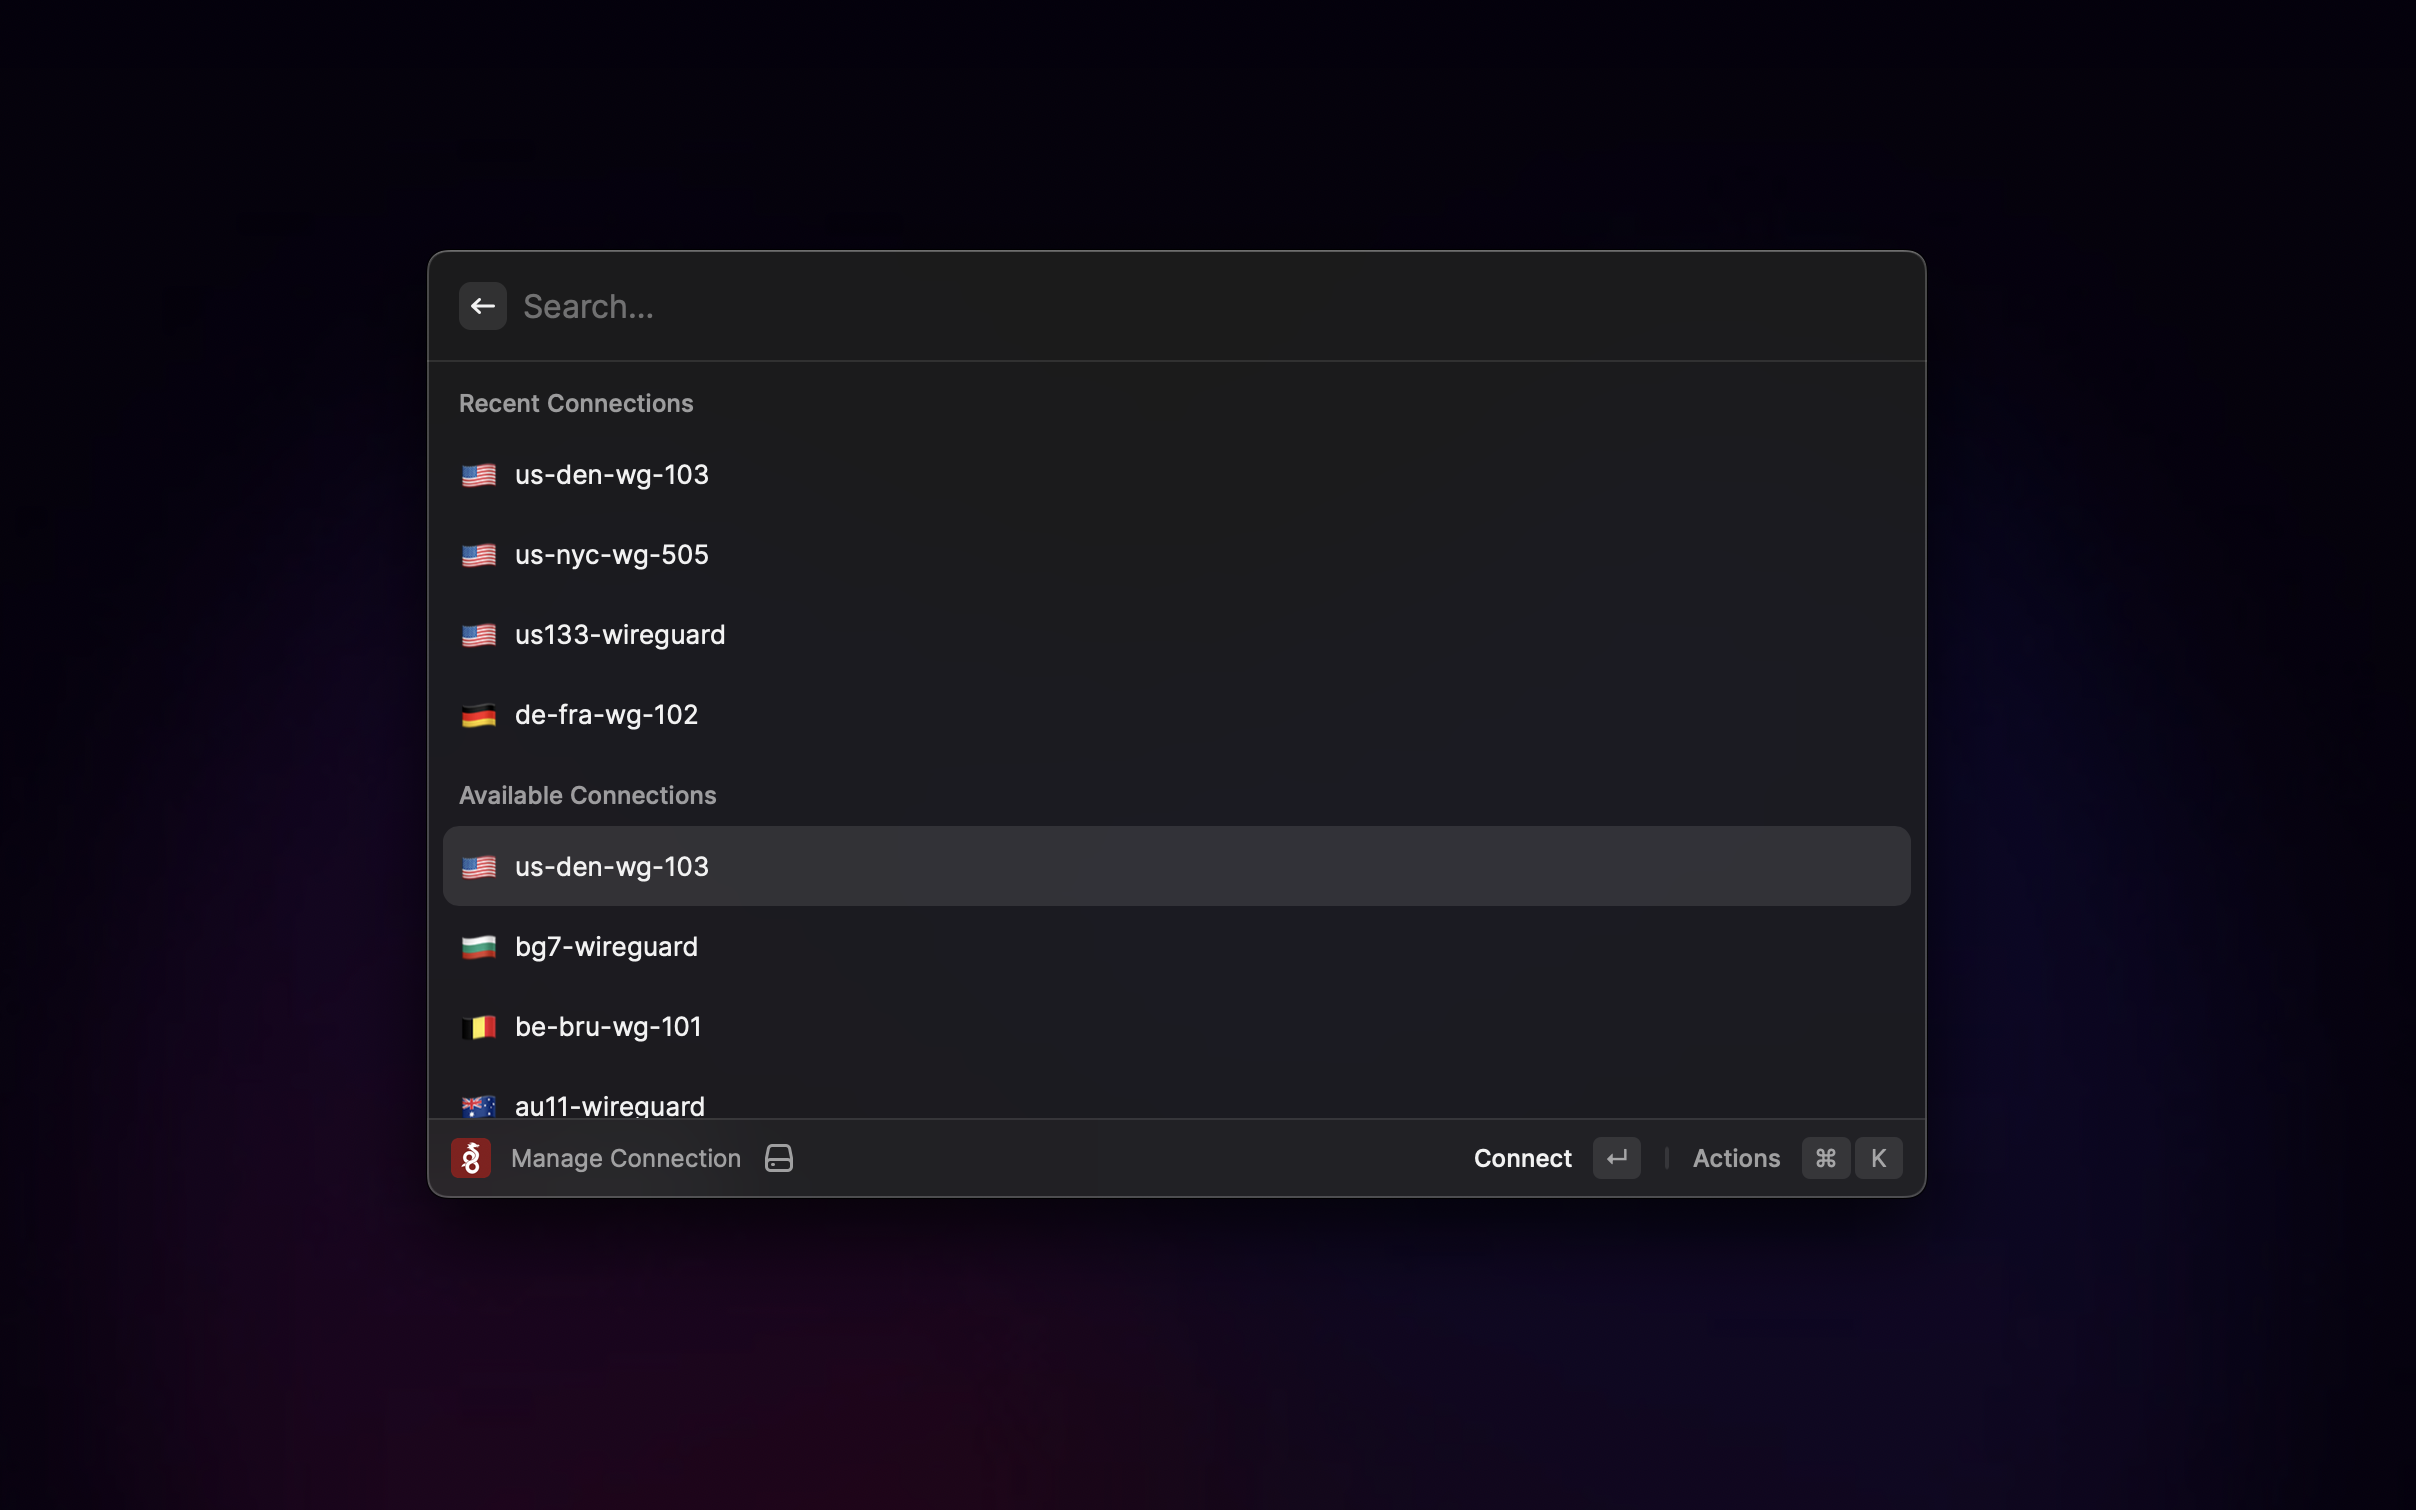 Search...
Recent Connections
us-den-wg-103
us-nyc-wg-505
us133-wireguard
de-fra-wg-102
Available Connections
us-den-wg-103
bg7-wireguard
be-bru-wg-101
au11-wireguard
Manage Connection Connect ↵ Actions ⌘ K